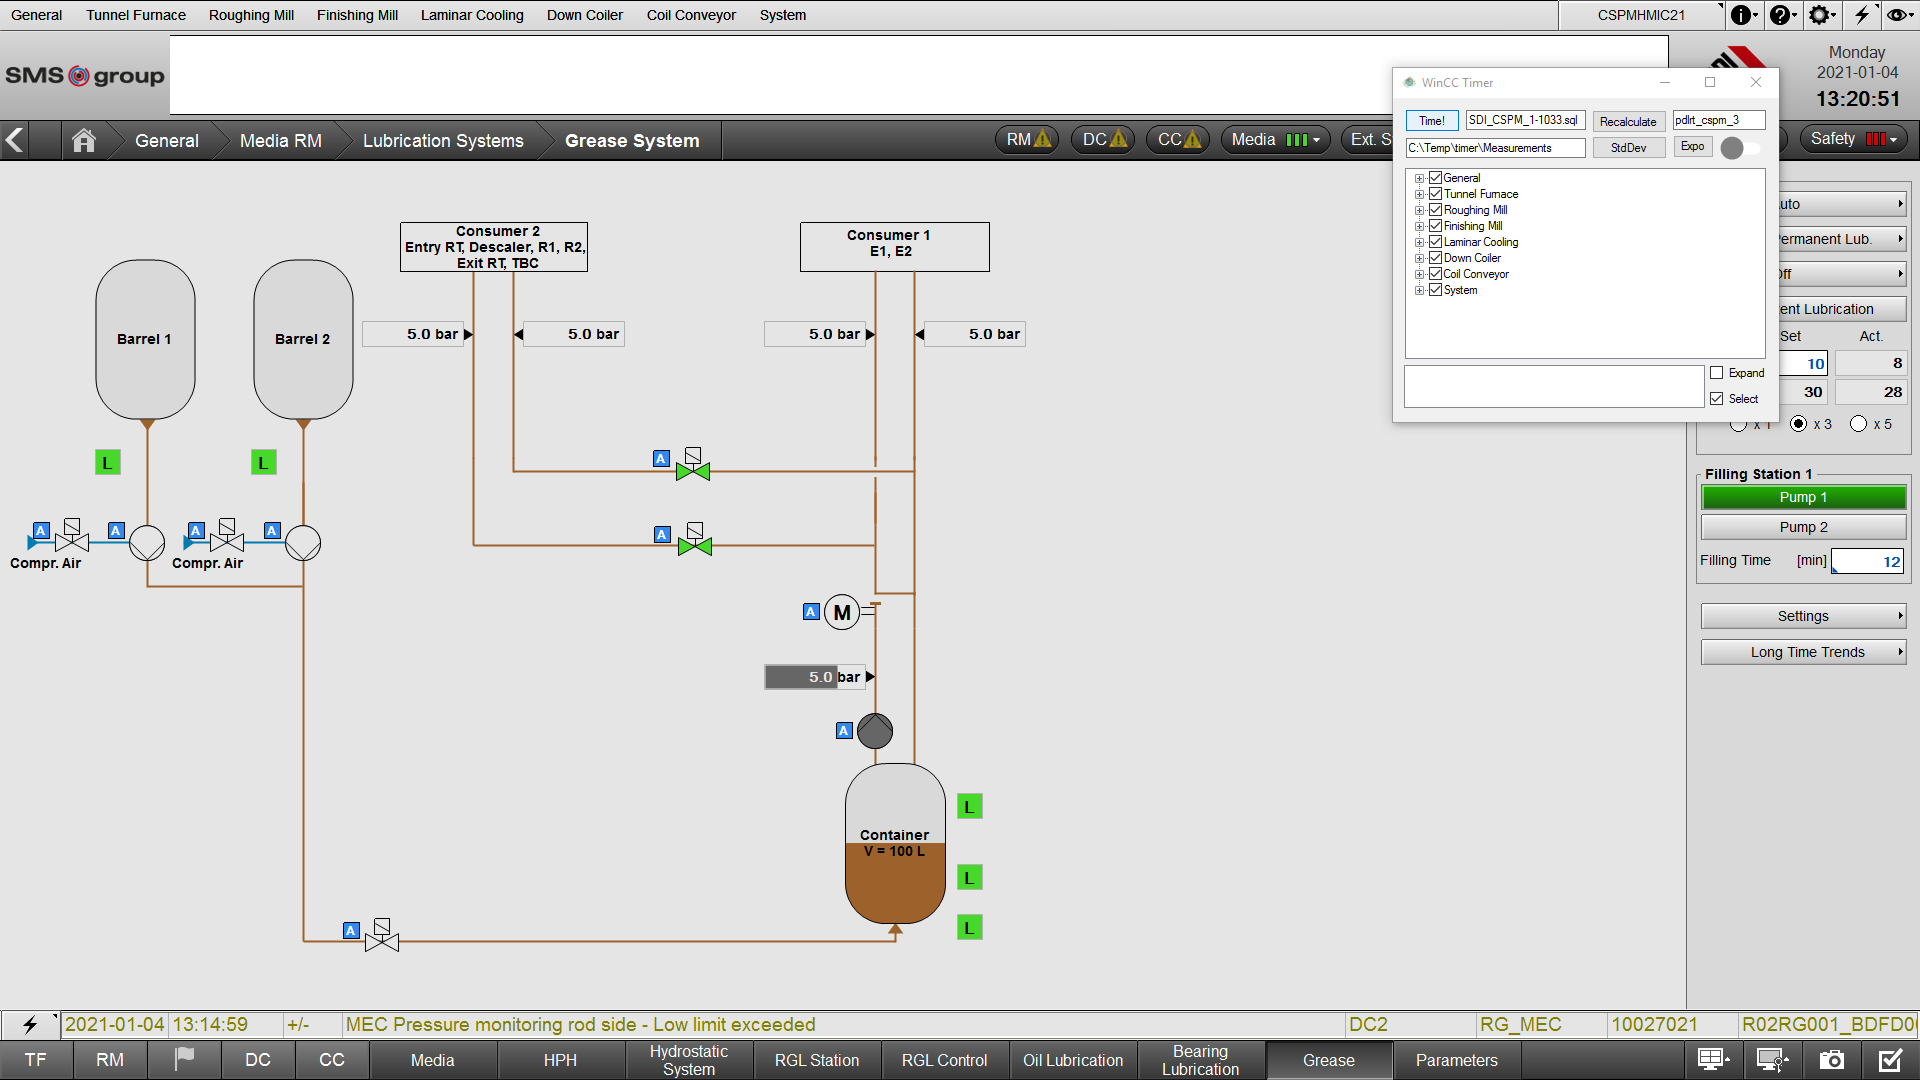 General Tunnel Furnace Roughing Mill Finishing Mill Laminar Cooling Down Coiler Coil Conveyor System CSPMHMIC21
SMS group
Monday
2021-01-04
13:20:51
WinCC Timer
Time! SDI_CSPM_1-1033.sql Recalculate pdlrt_cspm_3
C:\Temp\timer\Measurements StdDev Expo
General
Tunnel Furnace
Roughing Mill
Finishing Mill
Laminar Cooling
Down Coiler
Coil Conveyor
System
Expand
Select
General Media RM Lubrication Systems Grease System RM DC CC Media Ext. S Safety
Consumer 2
Entry RT, Descaler, R1, R2,
Exit RT, TBC
Consumer 1
E1, E2
Barrel 1
Barrel 2
5.0 bar 5.0 bar 5.0 bar 5.0 bar
L L
A A
A A A A
Compr. Air Compr. Air
A M
5.0 bar
A
Container
V = 100 L
L
L
L
A
uto
ermanent Lub.
Off
ent Lubrication
Set Act.
10 8
30 28
x 1 x 3 x 5
Filling Station 1
Pump 1
Pump 2
Filling Time [min] 12
Settings
Long Time Trends
2021-01-04 13:14:59 +/- MEC Pressure monitoring rod side - Low limit exceeded DC2 RG_MEC 10027021 R02RG001_BDFD0
TF RM DC CC Media HPH Hydrostatic System RGL Station RGL Control Oil Lubrication Bearing Lubrication Grease Parameters